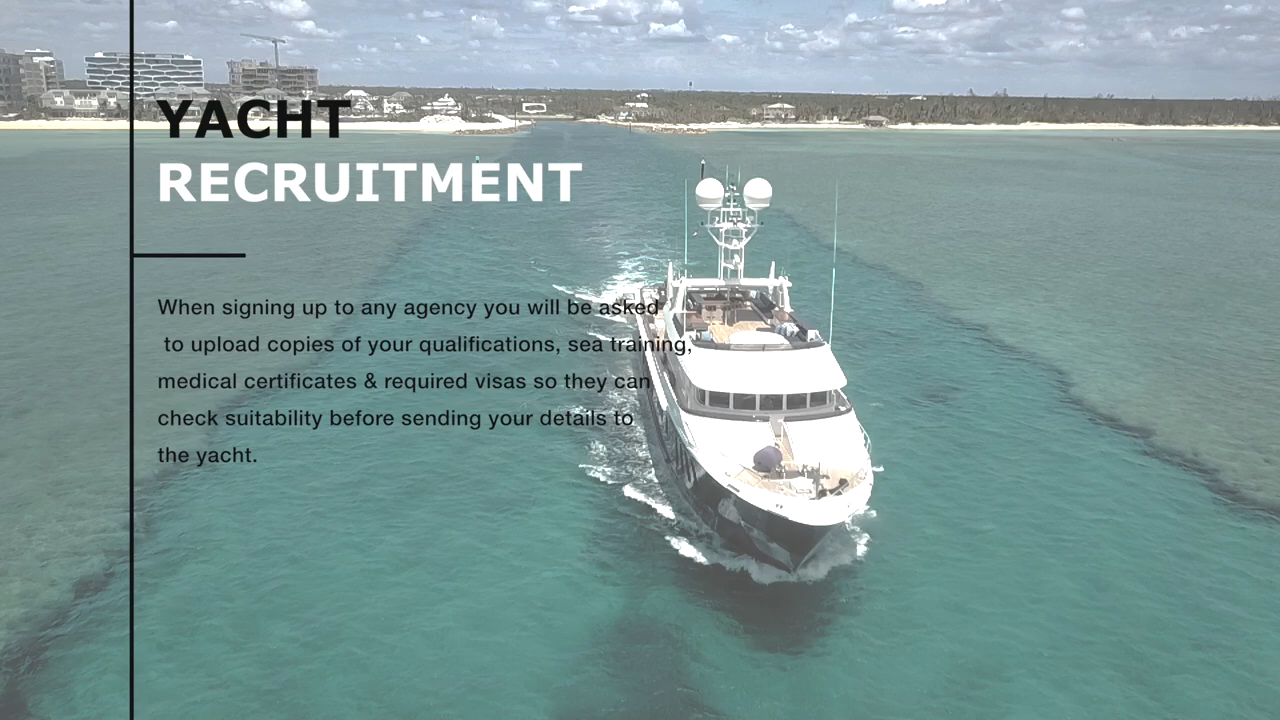 YACHT
RECRUITMENT
When signing up to any agency you will be asked
to upload copies of your qualifications, sea training,
medical certificates & required visas so they can
check suitability before sending your details to
the yacht.